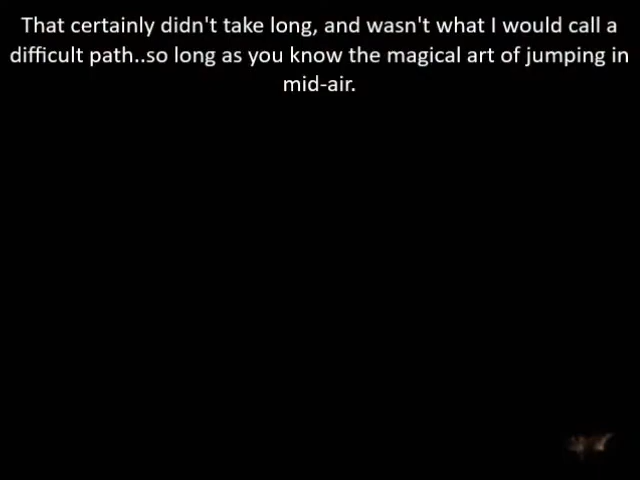 That certainly didn't take long, and wasn't what I would call a
difficult path..so long as you know the magical art of jumping in
mid-air.